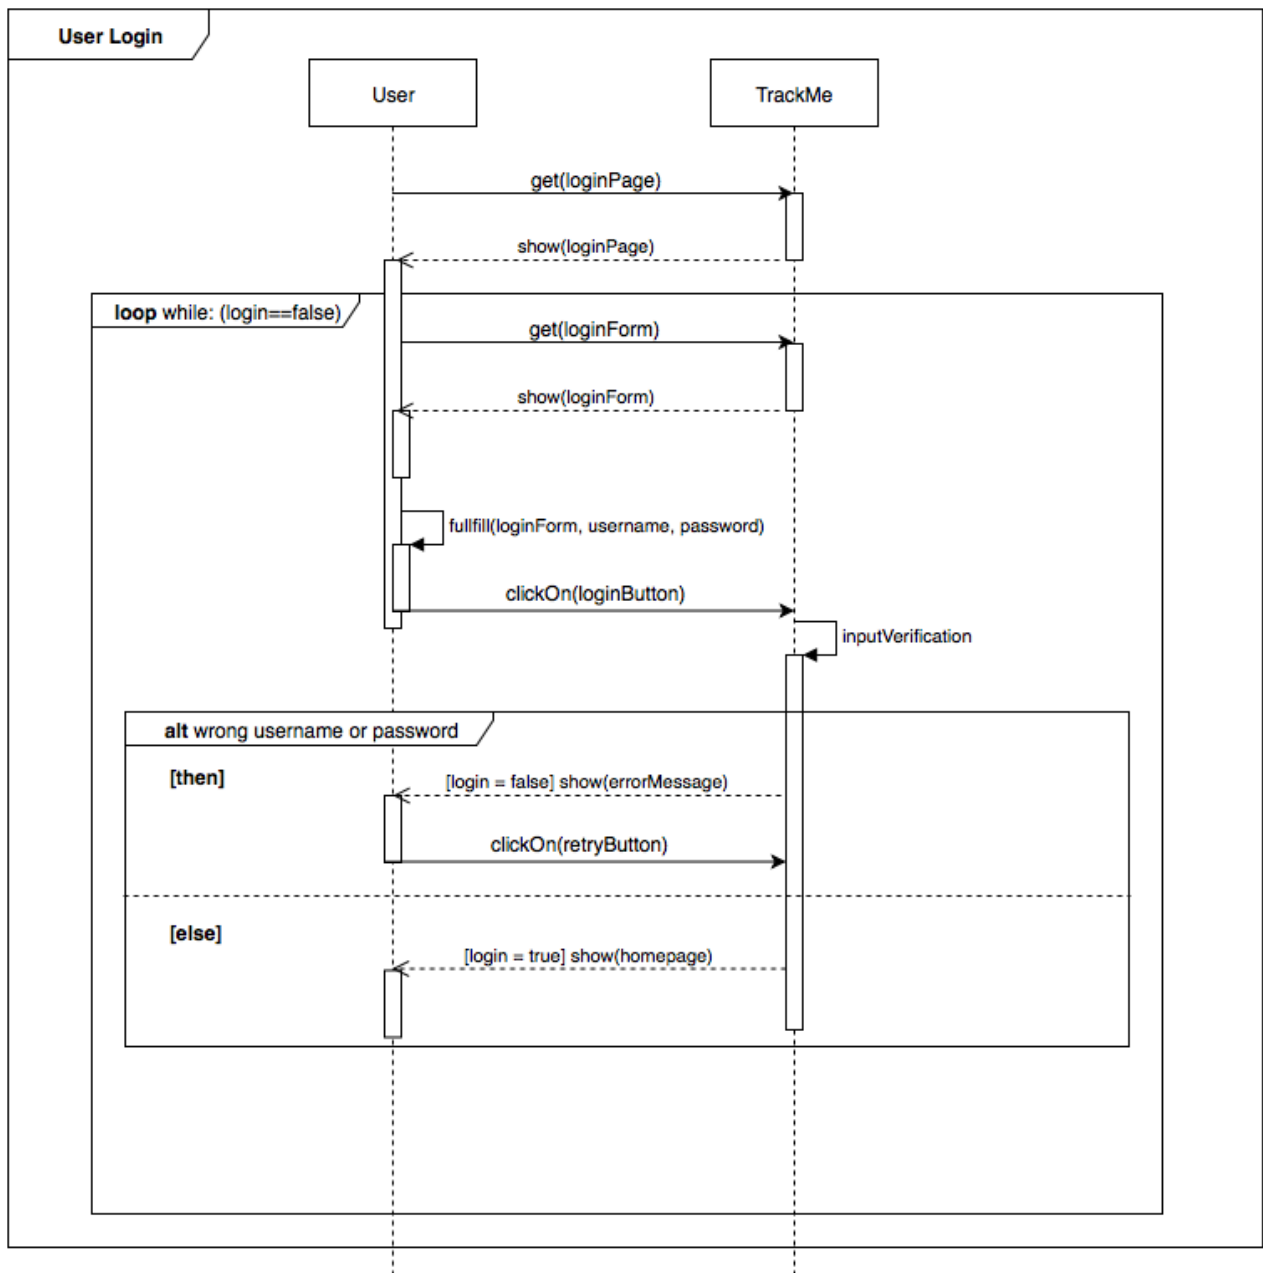 User Login
User
TrackMe
get(loginPage)
show(loginPage)
loop while: (login==false)
get(loginForm)
show(loginForm)
fullfill(loginForm, username, password)
clickOn(loginButton)
inputVerification
alt wrong username or password
[then]
[login = false] show(errorMessage)
clickOn(retryButton)
[else]
[login = true] show(homepage)